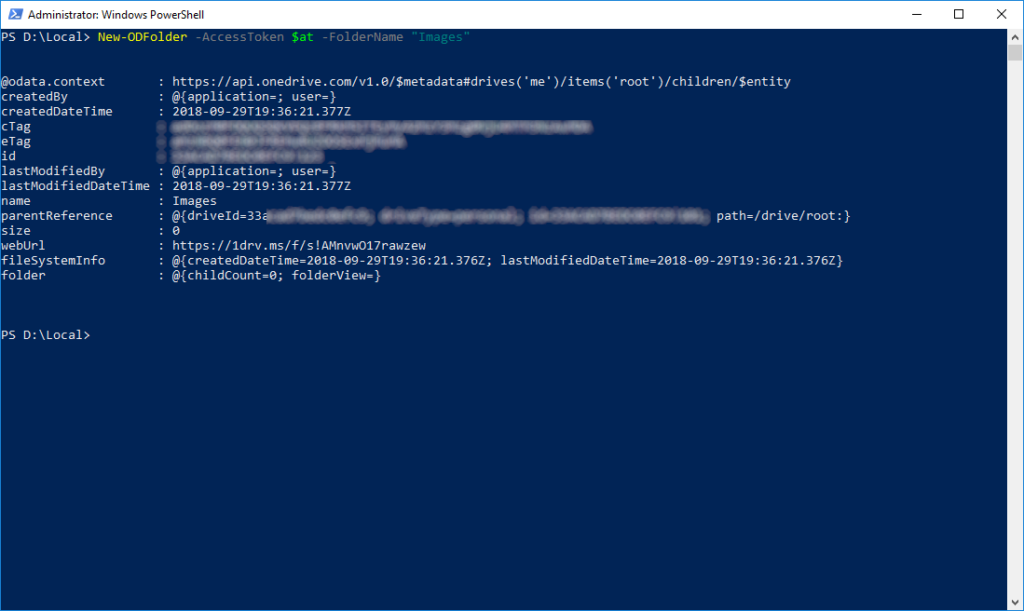 Administrator: Windows PowerShell
PS D:\Local> New-ODFolder -AccessToken $at -FolderName "Images"
@odata.context : https://api.onedrive.com/v1.0/$metadata#drives('me')/items('root')/children/$entity
createdBy : @{application=; user=}
createdDateTime : 2018-09-29T19:36:21.377Z
cTag :
eTag :
id :
lastModifiedBy : @{application=; user=}
lastModifiedDateTime : 2018-09-29T19:36:21.377Z
name : Images
parentReference : @{driveId=33a path=/drive/root:}
size : 0
webUrl : https://1drv.ms/f/s!AMnvwO17rawzew
fileSystemInfo : @{createdDateTime=2018-09-29T19:36:21.376Z; lastModifiedDateTime=2018-09-29T19:36:21.376Z}
folder : @{childCount=0; folderView=}
PS D:\Local>